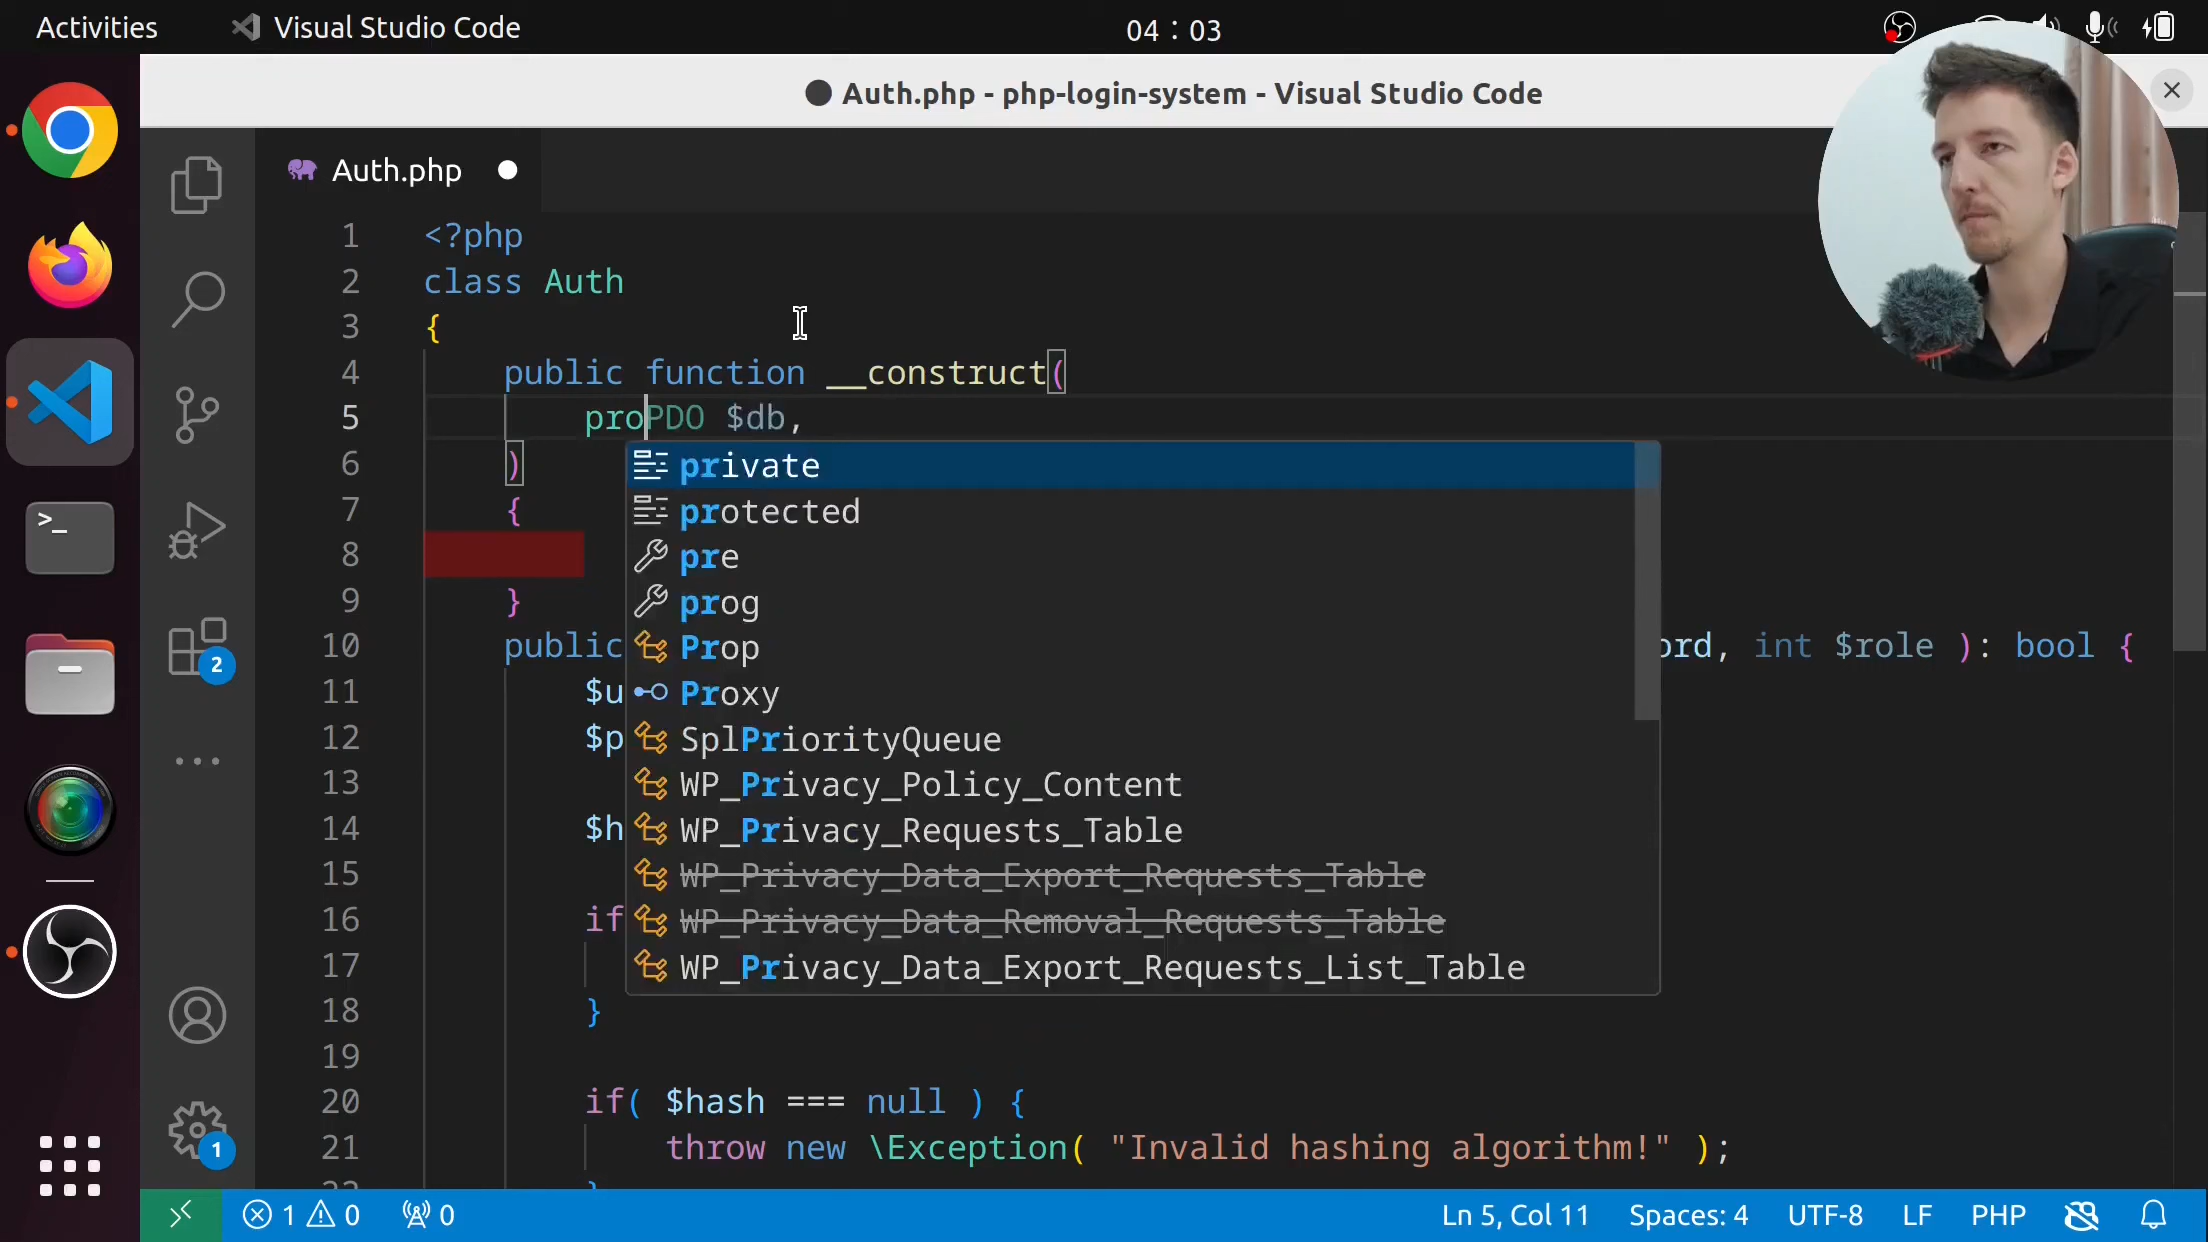 Activities
Visual Studio Code
04 : 03
Auth.php - php-login-system - Visual Studio Code
Auth.php
1 <?php
2 class Auth
3 {
4 public function __construct(
5 proPDO $db,
6 )
7 {
8
9 }
10 public ord, int $role ): bool {
11 $u
12 $p
13
14 $h
15
16 if
17
18 }
19
20 if( $hash === null ) {
21 throw new \Exception( "Invalid hashing algorithm!" );
private
protected
pre
prog
Prop
Proxy
SplPriorityQueue
WP_Privacy_Policy_Content
WP_Privacy_Requests_Table
WP_Privacy_Data_Export_Requests_Table
WP_Privacy_Data_Removal_Requests_Table
WP_Privacy_Data_Export_Requests_List_Table
2
1
1 0 0
Ln 5, Col 11 Spaces: 4 UTF-8 LF PHP